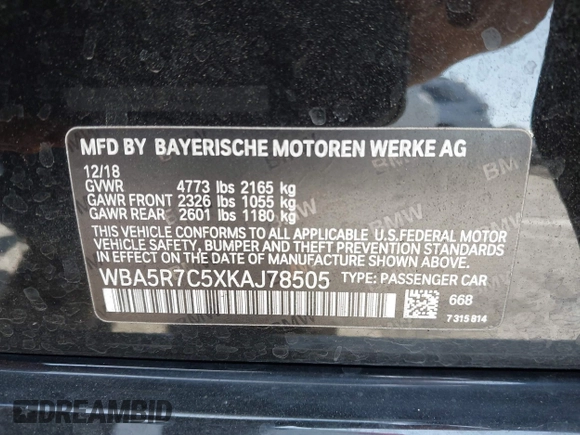 MFD BY BAYERISCHE MOTOREN WERKE AG
12/18
GVWR 4773 lbs 2165 kg
GAWR FRONT 2326 lbs 1055 kg
GAWR REAR 2601 lbs 1180 kg
THIS VEHICLE CONFORMS TO ALL APPLICABLE U.S.FEDERAL MOTOR
VEHICLE SAFETY, BUMPER AND THEFT PREVENTION STANDARDS
IN EFFECT ON THE DATE OF MANUFACTURE SHOWN ABOVE.
WBA5R7C5XKAJ78505 TYPE: PASSENGER CAR
668
7 315 814
DREAMBID